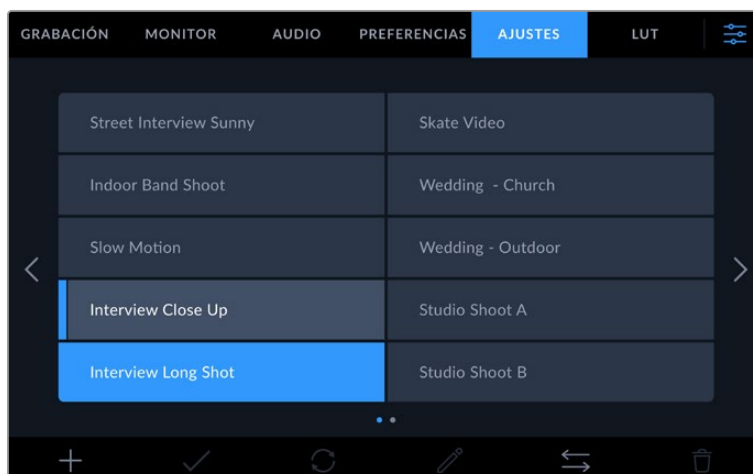 GRABACIÓN MONITOR AUDIO PREFERENCIAS AJUSTES LUT
Street Interview Sunny
Skate Video
Indoor Band Shoot
Wedding - Church
Slow Motion
Wedding - Outdoor
Interview Close Up
Studio Shoot A
Interview Long Shot
Studio Shoot B